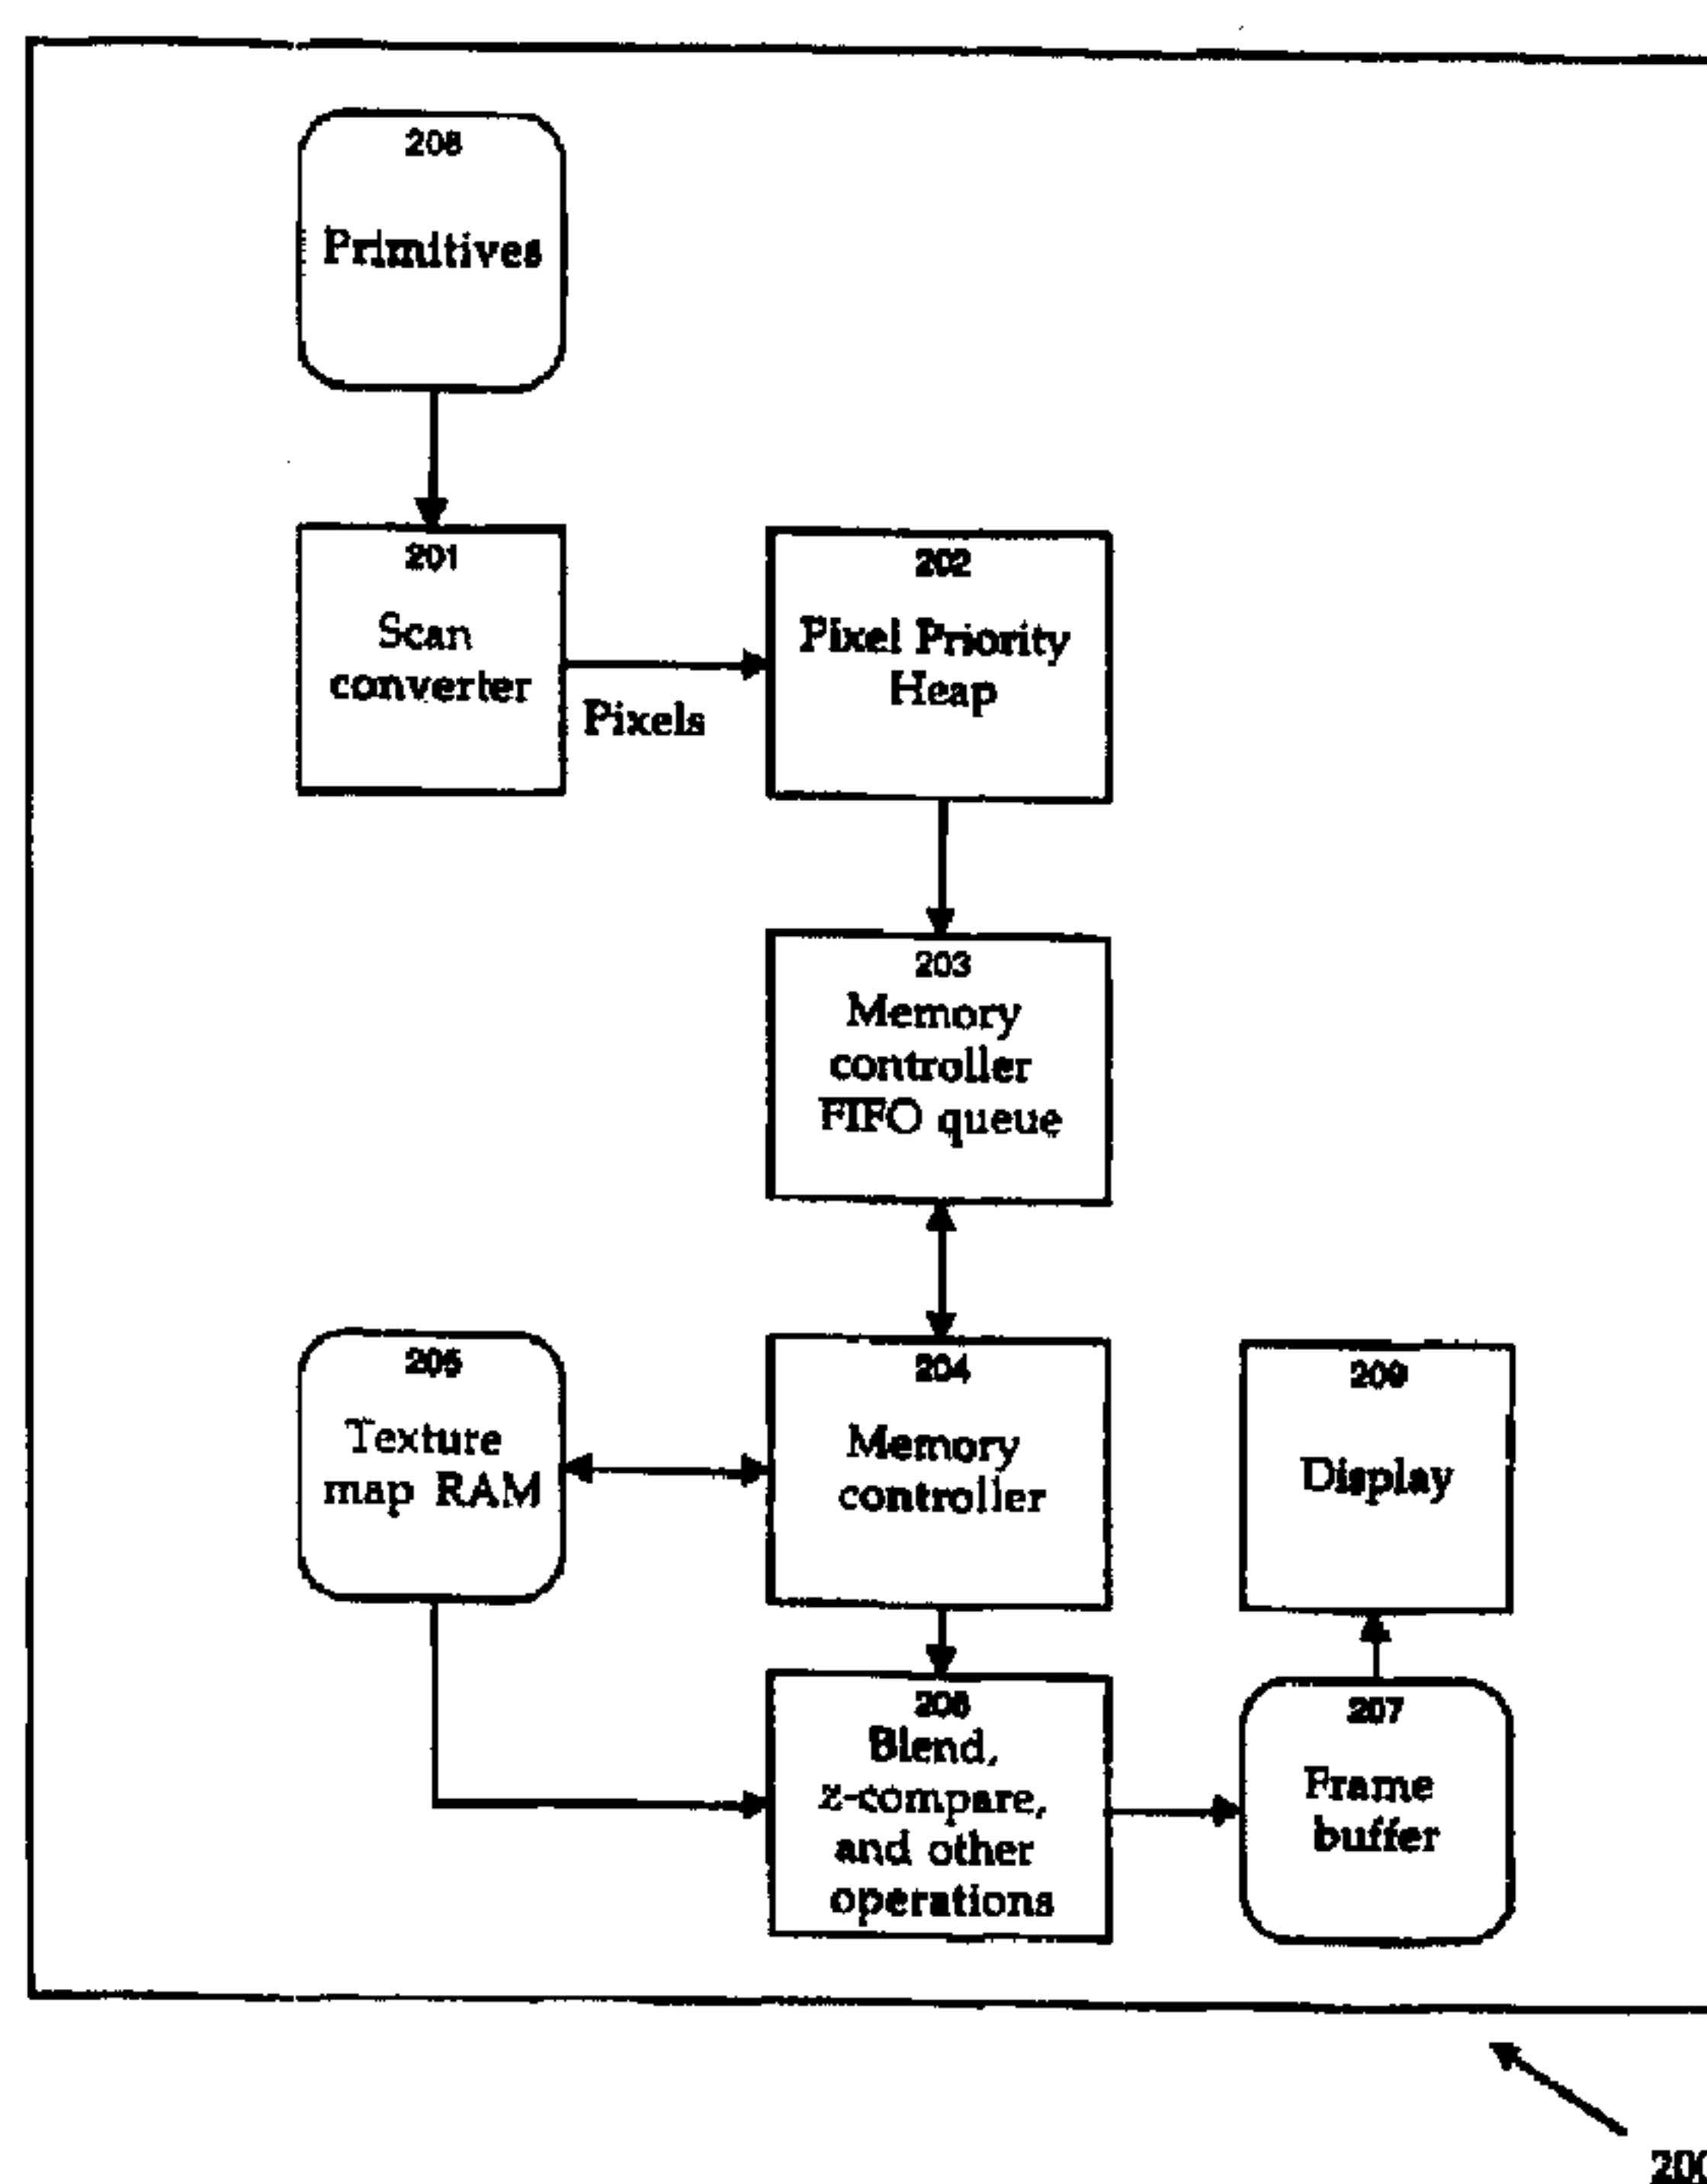 208
Primitives
201
Scan
converter
Pixels
202
Pixel Priority
Heap
203
Memory
controller
FIFO queue
205
Texture
map RAM
204
Memory
controller
209
Display
206
Blend,
z-compare,
and other
operations
207
Frame
buffer
200